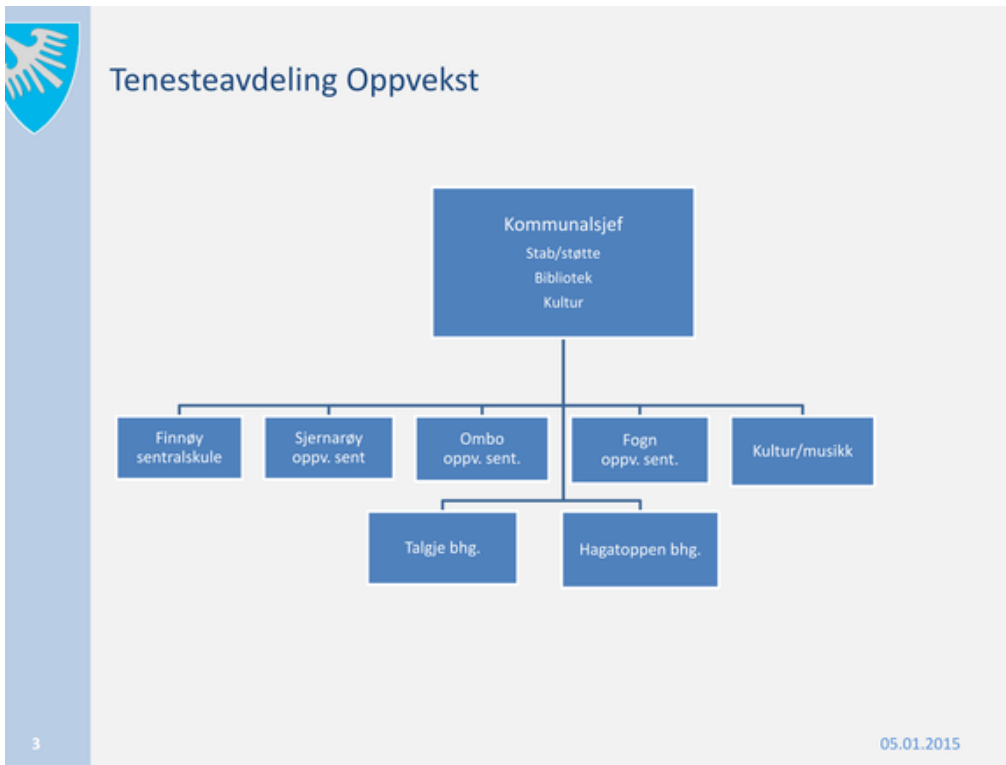 Tenesteavdeling Oppvekst
Kommunalsjef
Stab/støtte
Bibliotek
Kultur
Finnøy
sentralskule
Sjernarøy
oppv. sent
Ombo
oppv. sent.
Fogn
oppv. sent.
Kultur/musikk
Talgje bhg.
Hagatoppen bhg.
3
05.01.2015